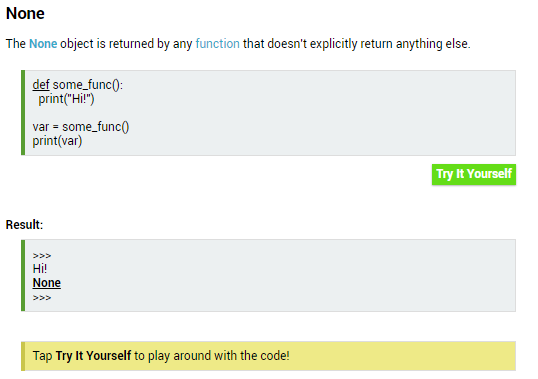 None
The None object is returned by any function that doesn't explicitly return anything else.
def some_func():
  print("Hi!")
var = some_func()
print(var)
Try It Yourself
Result:
>>>
Hi!
None
>>>
Tap Try It Yourself to play around with the code!